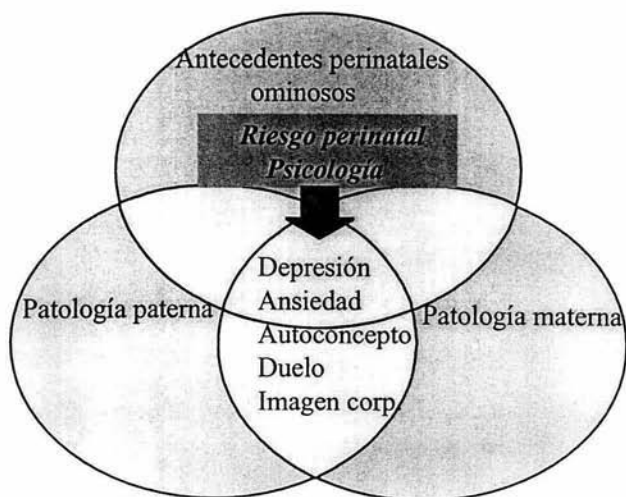 Antecedentes perinatales
ominosos
Riesgo perinatal
Psicología
Depresión
Ansiedad
Patología paterna
Patología materna
Autoconcepto
Duelo
Imagen corp.